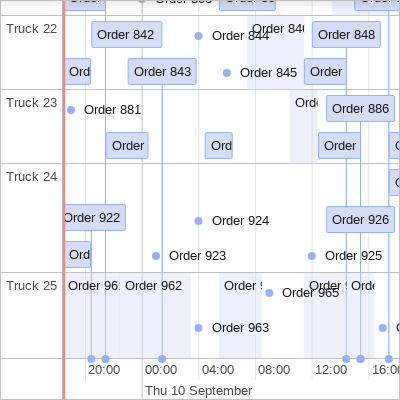 Truck 22
Order 842
Order 844
Order 848
Ord
Order 843
Order 845
Order
Truck 23
Order 881
Order 886
Order
Ord
Order
Truck 24
Order 922
Order 924
Order 926
Ord
Order 923
Order 925
Truck 25
Order 962
Order
Order 965
Order
Order 963
20:00
00:00
04:00
08:00
12:00
16:00
Thu 10 September